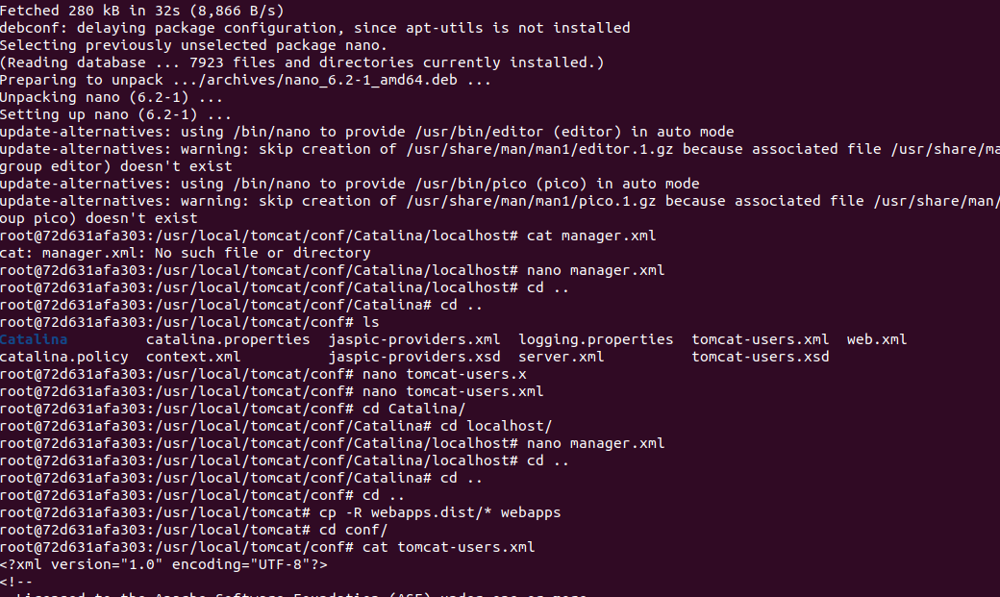 Fetched 280 kB in 32s (8,866 B/s)
debconf: delaying package configuration, since apt-utils is not installed
Selecting previously unselected package nano.
(Reading database ... 7923 files and directories currently installed.)
Preparing to unpack .../archives/nano_6.2-1_amd64.deb ...
Unpacking nano (6.2-1) ...
Setting up nano (6.2-1) ...
update-alternatives: using /bin/nano to provide /usr/bin/editor (editor) in auto mode
update-alternatives: warning: skip creation of /usr/share/man/man1/editor.1.gz because associated file /usr/share/ma
group editor) doesn't exist
update-alternatives: using /bin/nano to provide /usr/bin/pico (pico) in auto mode
update-alternatives: warning: skip creation of /usr/share/man/man1/pico.1.gz because associated file /usr/share/man/
oup pico) doesn't exist
root@72d631afa303:/usr/local/tomcat/conf/Catalina/localhost# cat manager.xml
cat: manager.xml: No such file or directory
root@72d631afa303:/usr/local/tomcat/conf/Catalina/localhost# nano manager.xml
root@72d631afa303:/usr/local/tomcat/conf/Catalina/localhost# cd ..
root@72d631afa303:/usr/local/tomcat/conf/Catalina# cd ..
root@72d631afa303:/usr/local/tomcat/conf# ls
Catalina         catalina.properties  jaspic-providers.xml  logging.properties  tomcat-users.xml  web.xml
catalina.policy  context.xml          jaspic-providers.xsd  server.xml          tomcat-users.xsd
root@72d631afa303:/usr/local/tomcat/conf# nano tomcat-users.x
root@72d631afa303:/usr/local/tomcat/conf# nano tomcat-users.xml
root@72d631afa303:/usr/local/tomcat/conf# cd Catalina/
root@72d631afa303:/usr/local/tomcat/conf/Catalina# cd localhost/
root@72d631afa303:/usr/local/tomcat/conf/Catalina/localhost# nano manager.xml
root@72d631afa303:/usr/local/tomcat/conf/Catalina/localhost# cd ..
root@72d631afa303:/usr/local/tomcat/conf/Catalina# cd ..
root@72d631afa303:/usr/local/tomcat/conf# cd ..
root@72d631afa303:/usr/local/tomcat# cp -R webapps.dist/* webapps
root@72d631afa303:/usr/local/tomcat# cd conf/
root@72d631afa303:/usr/local/tomcat/conf# cat tomcat-users.xml
<?xml version="1.0" encoding="UTF-8"?>
<!--
Licensed to the Apache Software Foundation (ASF) under one or more